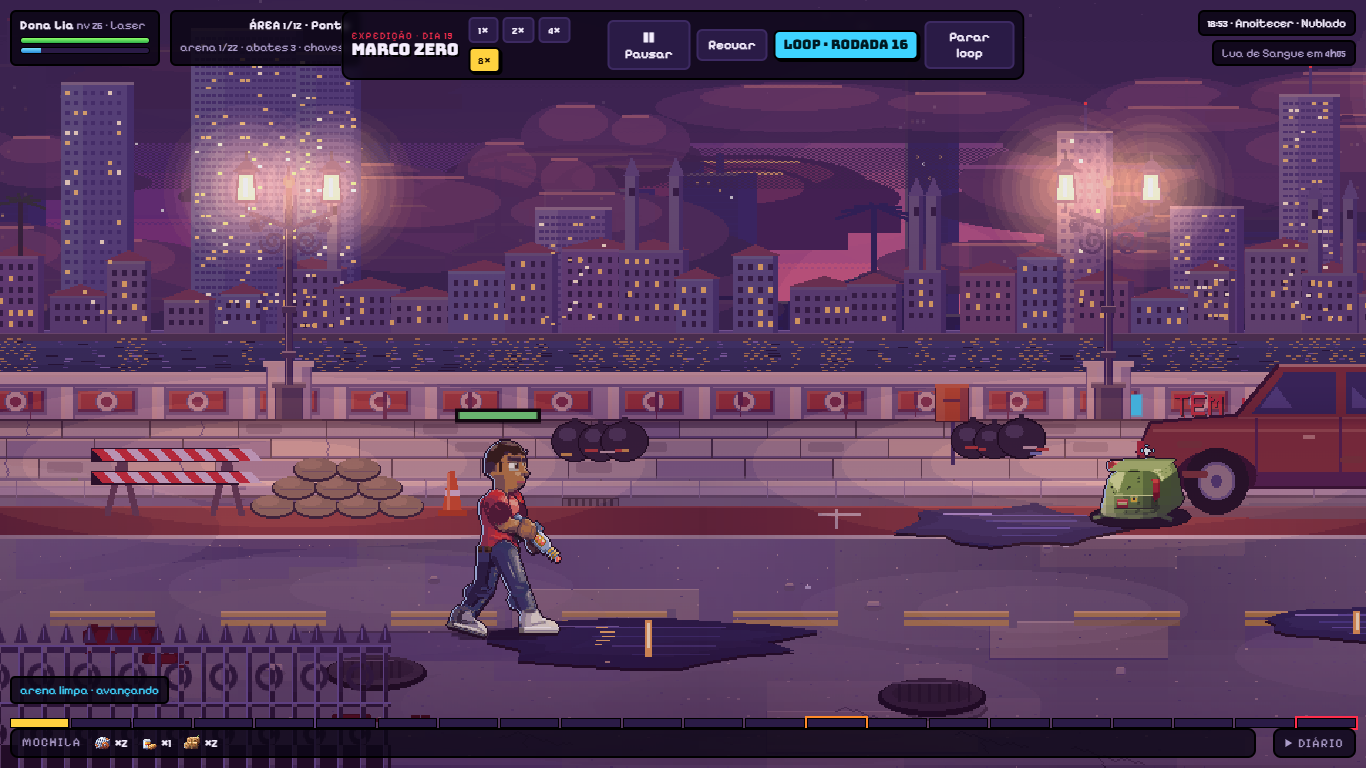 Dona Lia nv 25 · Laser
ÁREA 1/12 · Pont
arena 1/22 · abates 3 · chaves
EXPEDIÇÃO · DIA 19
MARCO ZERO
1×
2×
4×
8×
Pausar
Recuar
LOOP · RODADA 16
Parar
loop
18:53 · Anoitecer · Nublado
Lua de Sangue em 4h05
TEM
arena limpa · avançando
MOCHILA
×2
×1
×2
▶ DIÁRIO